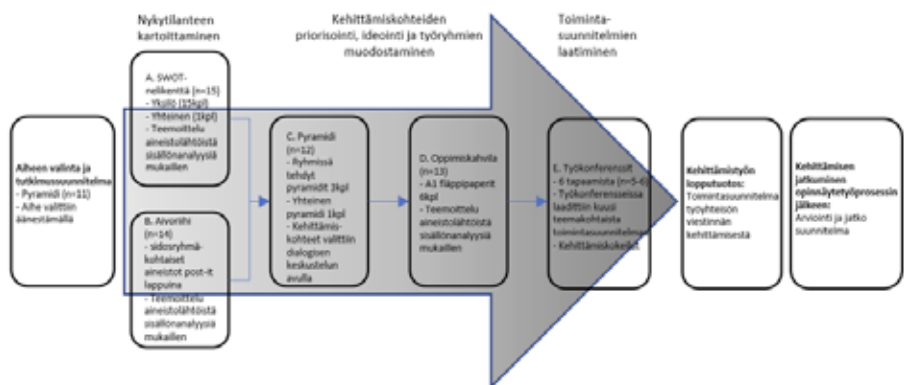 Nykytilanteen
kartoittaminen
Kehittämiskohteiden
priorisointi, ideointi ja työryhmien
muodostaminen
Toiminta-
suunnitelmien
laatiminen
Aiheen valinta ja
tutkimussuunnitelma
- Pyramidi (n=11)
- Aihe valittiin
äänestämällä
A. SWOT-
nelikenttä (n=15)
- Yksilö (15kpl)
- Yhteinen (1kpl)
- Teemoittelu
aineistolähtöistä
sisällönanalyysiä
mukaillen
B. Aivoriihi
(n=14)
- sidosryhmä-
kohtaiset
aineistot post-it
lappuina
- Teemoittelu
aineistolähtöistä
sisällönanalyysiä
mukaillen
C. Pyramidi
(n=12)
- Ryhmissä
tehdyt
pyramidit 3kpl
- Yhteinen
pyramidi 1kpl
- Kehittämis-
kohteet valittiin
dialogisen
keskustelun
avulla
D. Oppimiskahvila
(n=13)
- A1 fläppipaperit
6kpl
- Teemoittelu
aineistolähtöistä
sisällönanalyysiä
mukaillen
E. Työkonferenssit
- 6 tapaamista (n=5-6)
- Työkonferensseissa
laadittiin kuusi
teemakohtaista
toimintasuunnitelmaa
- Kehittämiskokeilut
Kehittämistyön
lopputuotos:
Toimintasuunnitelma
työyhteisön
viestinnän
kehittämisestä
Kehittämisen
jatkuminen
opinnäytetyöprosessin
jälkeen:
Arviointi ja jatko
suunnitelma